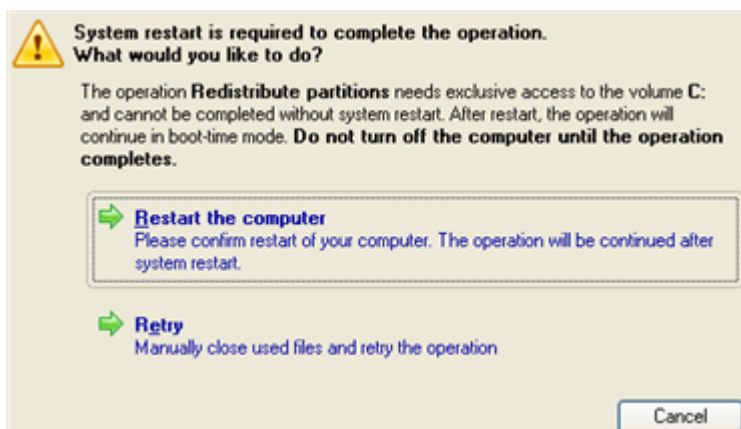 System restart is required to complete the operation.
What would you like to do?
The operation Redistribute partitions needs exclusive access to the volume C:
and cannot be completed without system restart. After restart, the operation will
continue in boot-time mode. Do not turn off the computer until the operation
completes.
Restart the computer
Please confirm restart of your computer. The operation will be continued after
system restart.
Retry
Manually close used files and retry the operation
Cancel